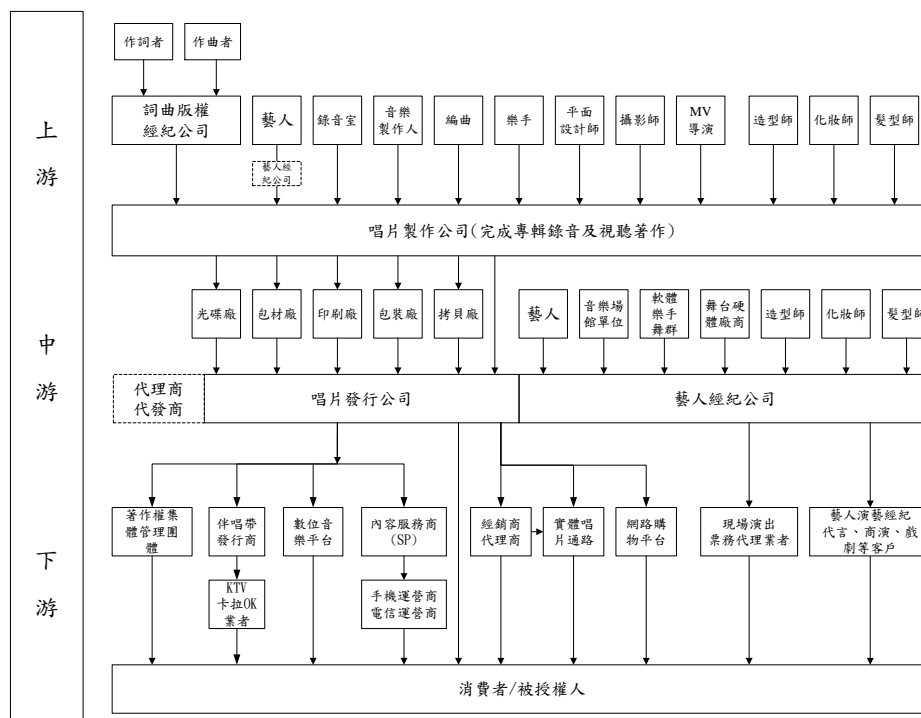 作詞者
作曲者
上
游
詞曲版權
經紀公司
藝人
錄音室
音樂
製作人
編曲
樂手
平面
設計師
攝影師
MV
導演
造型師
化妝師
髮型師
藝人經
紀公司
唱片製作公司(完成專輯錄音及視聽著作)
中
游
光碟廠
包材廠
印刷廠
包裝廠
拷貝廠
藝人
音樂場
館單位
軟體
樂手
舞群
舞台硬
體廠商
造型師
化妝師
髮型師
代理商
代發商
唱片發行公司
藝人經紀公司
下
游
著作權集
體管理團
體
伴唱帶
發行商
數位音
樂平台
內容服務商
(SP)
經銷商
代理商
實體唱
片通路
網路購
物平台
現場演出
票務代理業者
藝人演藝經紀
代言、商演、戲
劇等客戶
KTV
卡拉OK
業者
手機運營商
電信運營商
消費者/被授權人